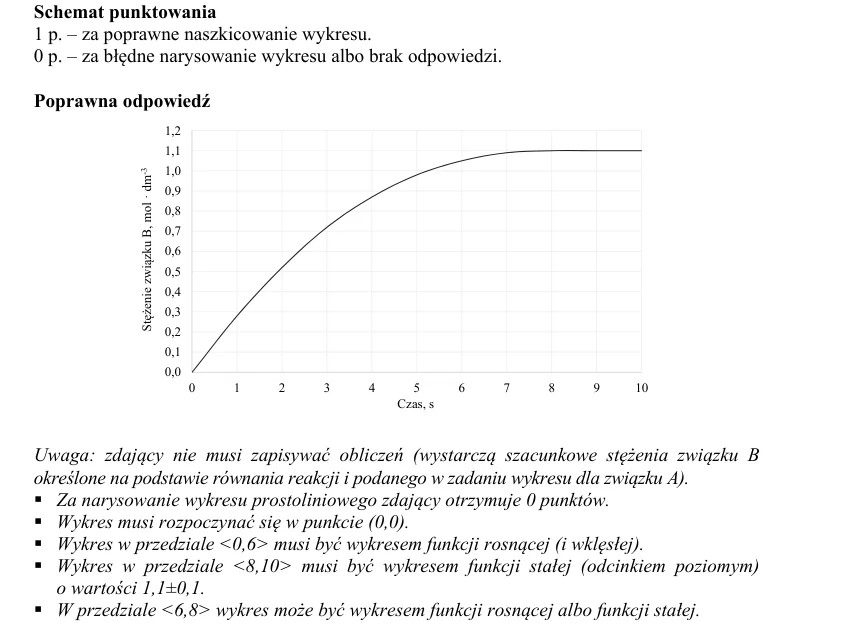 Schemat punktowania
1 p. – za poprawne naszkicowanie wykresu.
0 p. – za błędne narysowanie wykresu albo brak odpowiedzi.
Poprawna odpowiedź
Stężenie związku B, mol · dm⁻³
1,2
1,1
1,0
0,9
0,8
0,7
0,6
0,5
0,4
0,3
0,2
0,1
0,0
0 1 2 3 4 5 6 7 8 9 10
Czas, s
Uwaga: zdający nie musi zapisywać obliczeń (wystarczą szacunkowe stężenia związku B
określone na podstawie równania reakcji i podanego w zadaniu wykresu dla związku A).
▪ Za narysowanie wykresu prostoliniowego zdający otrzymuje 0 punktów.
▪ Wykres musi rozpoczynać się w punkcie (0,0).
▪ Wykres w przedziale <0,6> musi być wykresem funkcji rosnącej (i wklęsłej).
▪ Wykres w przedziale <8,10> musi być wykresem funkcji stałej (odcinkiem poziomym)
o wartości 1,1±0,1.
▪ W przedziale <6,8> wykres może być wykresem funkcji rosnącej albo funkcji stałej.